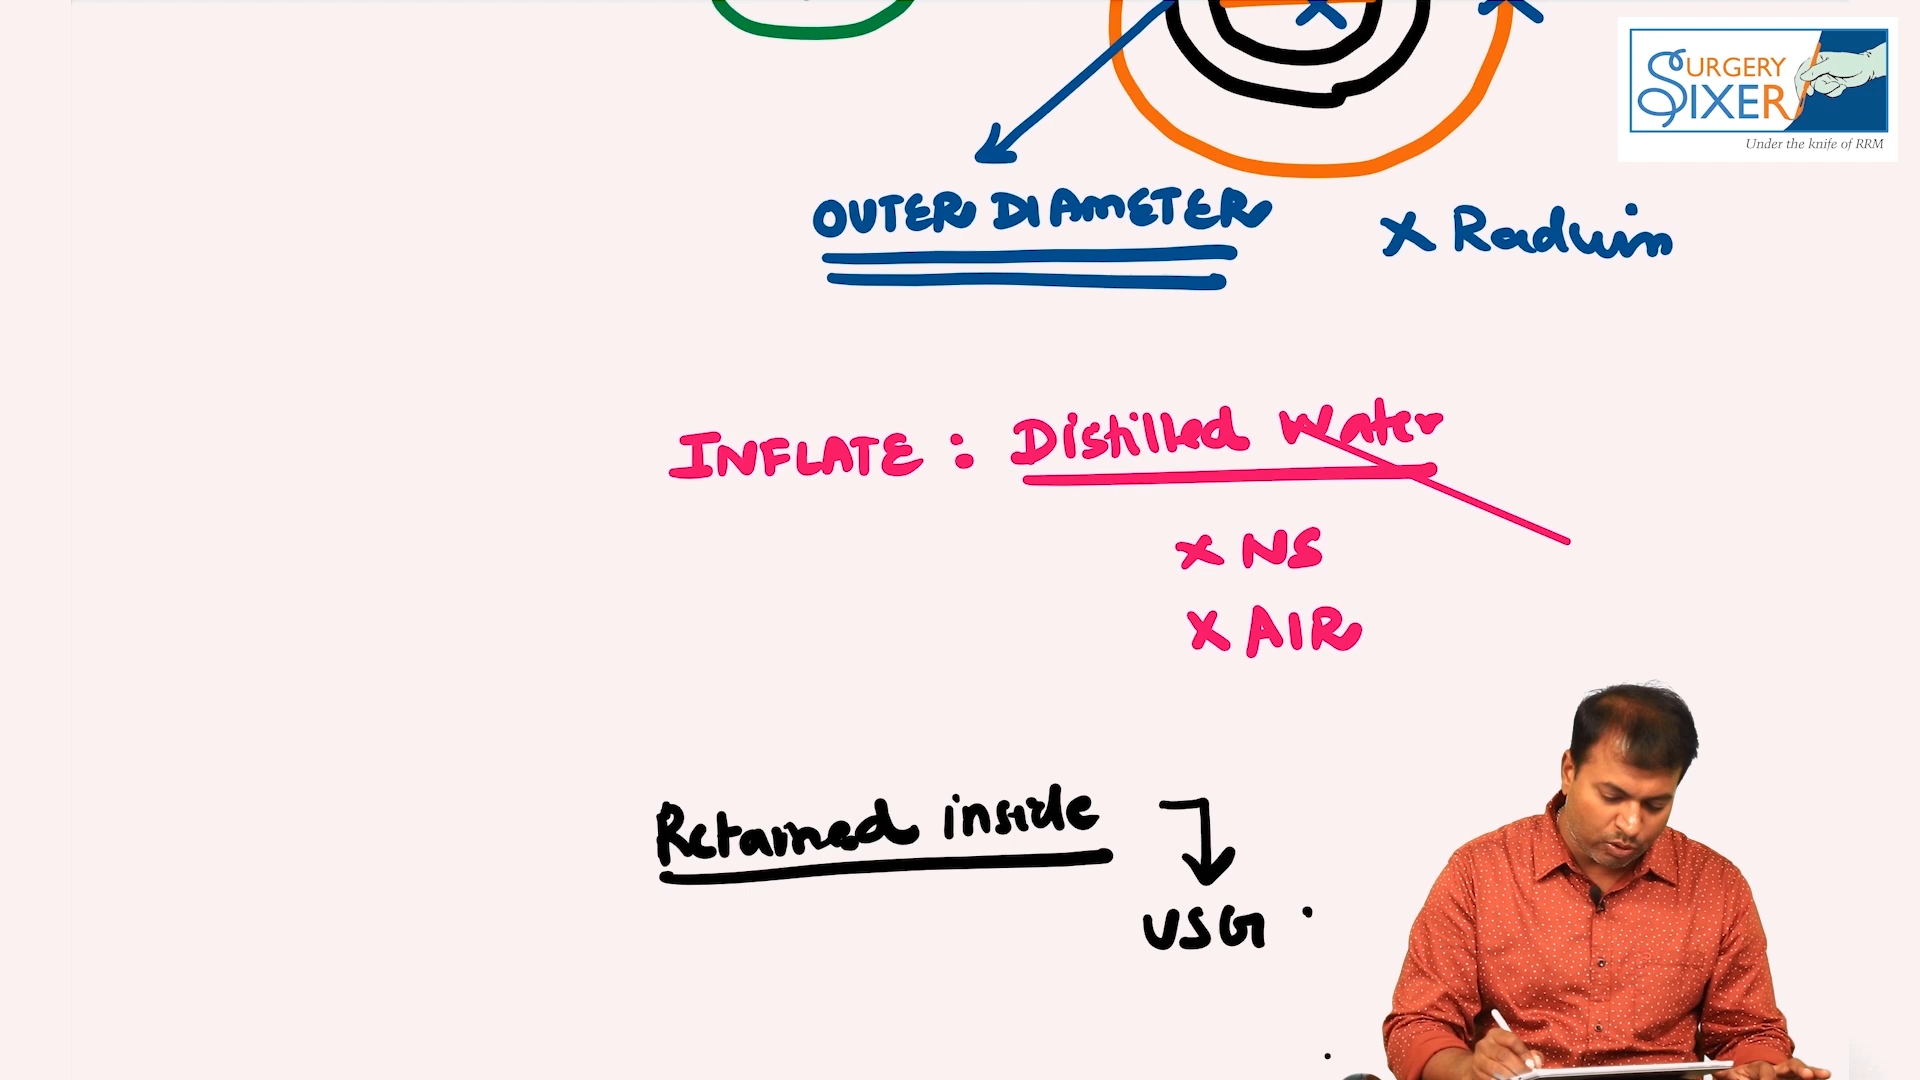 SURGERY
SIXER
Under the knife of RRM
OUTER DIAMETER
x Radius
INFLATE : Distilled Water
x NS
x AIR
Retained inside
USG .